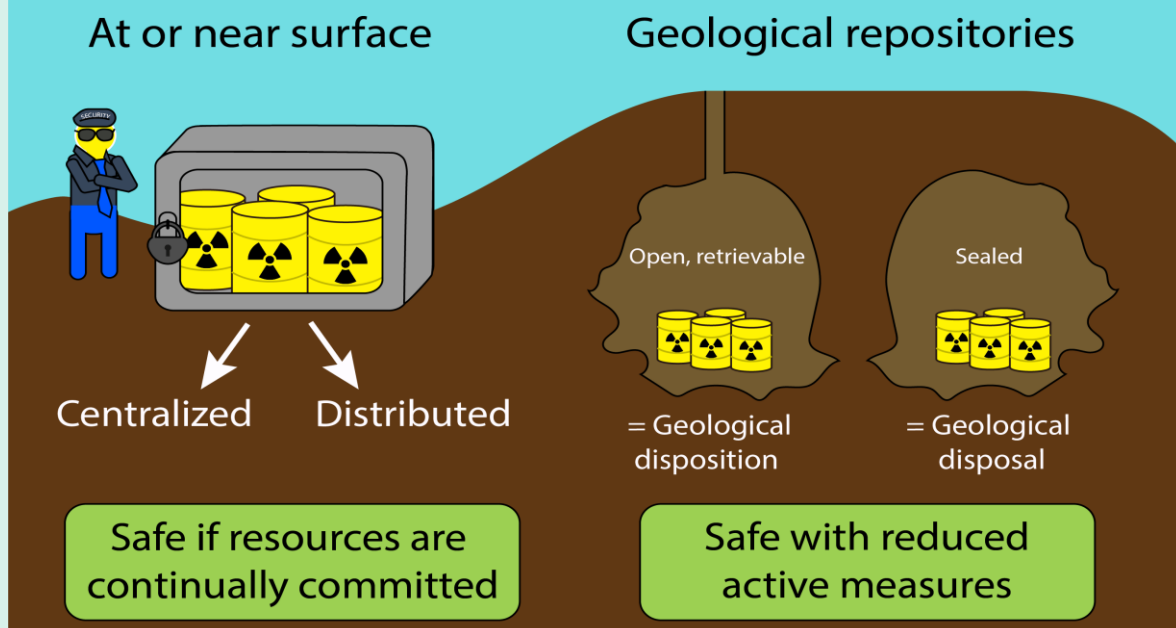 At or near surface
Geological repositories
SECURITY
Open, retrievable
Sealed
Centralized
Distributed
= Geological
disposition
= Geological
disposal
Safe if resources are
continually committed
Safe with reduced
active measures